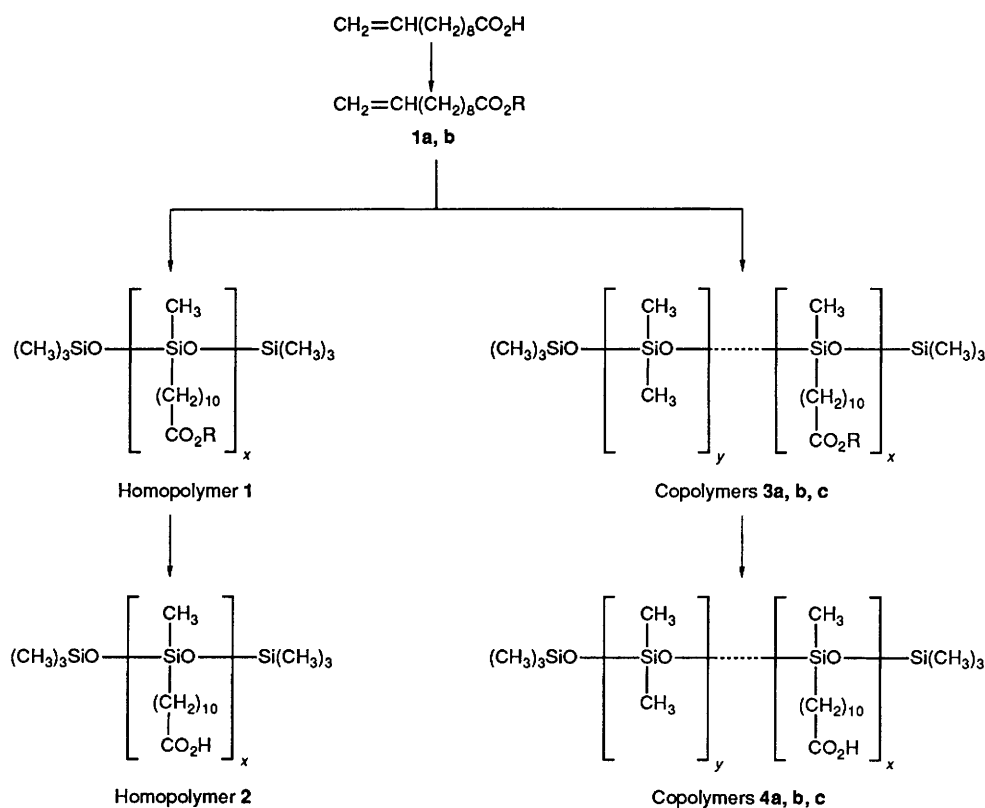 CH₂=CH(CH₂)₈CO₂H
CH₂=CH(CH₂)₈CO₂R
1a, b
CH₃
(CH₃)₃SiO
SiO
Si(CH₃)₃
(CH₂)₁₀
CO₂R
x
Homopolymer 1
CH₃
CH₃
(CH₃)₃SiO
SiO
SiO
Si(CH₃)₃
CH₃
(CH₂)₁₀
CO₂R
y
x
Copolymers 3a, b, c
CH₃
(CH₃)₃SiO
SiO
Si(CH₃)₃
(CH₂)₁₀
CO₂H
x
Homopolymer 2
CH₃
CH₃
(CH₃)₃SiO
SiO
SiO
Si(CH₃)₃
CH₃
(CH₂)₁₀
CO₂H
y
x
Copolymers 4a, b, c